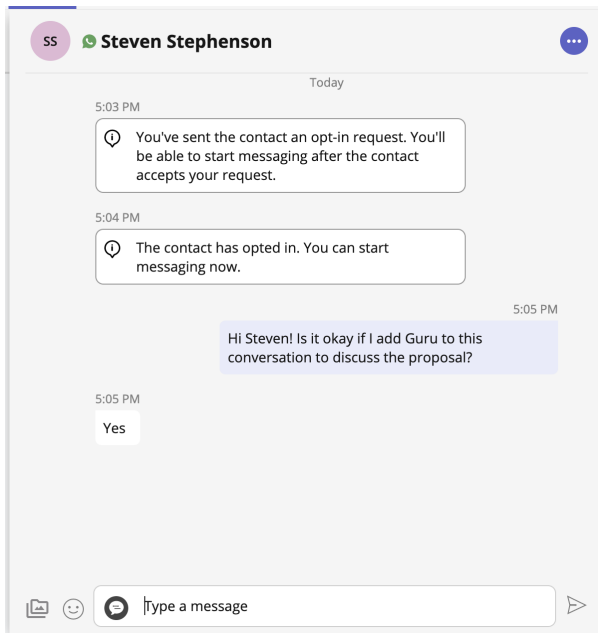 SS
Steven Stephenson
Today
5:03 PM
You've sent the contact an opt-in request. You'll
be able to start messaging after the contact
accepts your request.
5:04 PM
The contact has opted in. You can start
messaging now.
5:05 PM
Hi Steven! Is it okay if I add Guru to this
conversation to discuss the proposal?
5:05 PM
Yes
Type a message